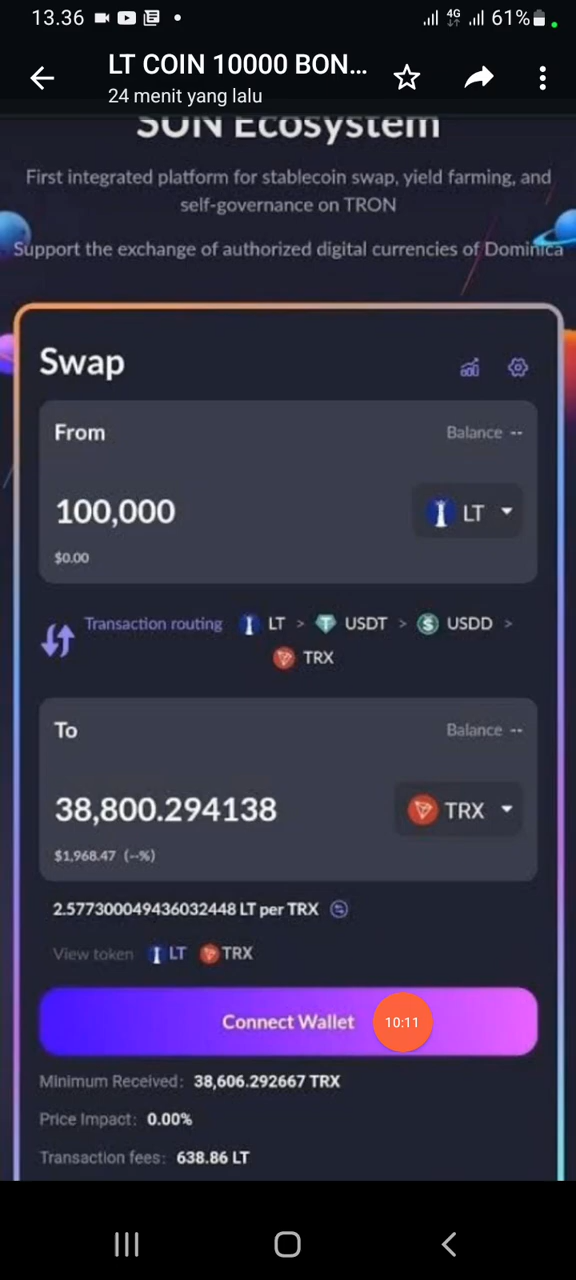 13.36 4G 61%
LT COIN 10000 BON...
24 menit yang lalu
SUN Ecosystem
First integrated platform for stablecoin swap, yield farming, and
self-governance on TRON
Support the exchange of authorized digital currencies of Dominica
Swap
From Balance --
100,000 LT
$0.00
Transaction routing LT > USDT > USDD >
TRX
To Balance --
38,800.294138 TRX
$1,968.47 (--%)
2.577300049436032448 LT per TRX
View token LT TRX
Connect Wallet 10:11
Minimum Received: 38,606.292667 TRX
Price Impact: 0.00%
Transaction fees: 638.86 LT